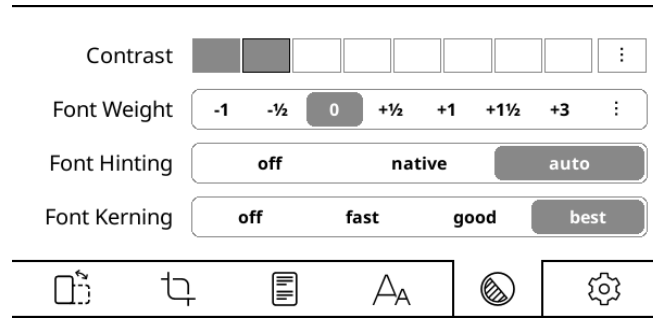 Contrast ⋮
Font Weight -1 -½ 0 +½ +1 +1½ +3 ⋮
Font Hinting off native auto
Font Kerning off fast good best
AA